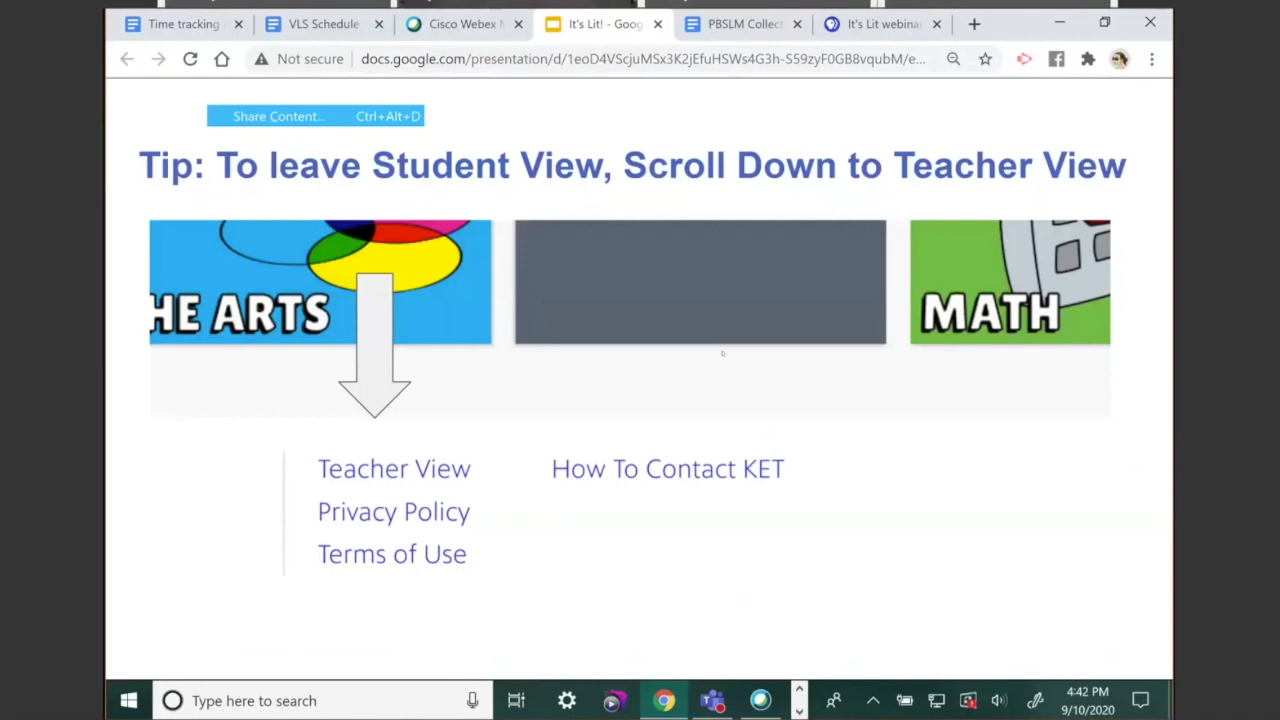 Time tracking
VLS Schedule
Cisco Webex
It's Lit! - Goog
PBSLM Collect
It's Lit webina
Not secure
docs.google.com/presentation/d/1eoD4VScjuMSx3K2jEfuHSWs4G3h-S59zyF0GB8vqubM/e...
Share Content... Ctrl+Alt+D
Tip: To leave Student View, Scroll Down to Teacher View
HE ARTS
MATH
Teacher View
How To Contact KET
Privacy Policy
Terms of Use
Type here to search
4:42 PM
9/10/2020